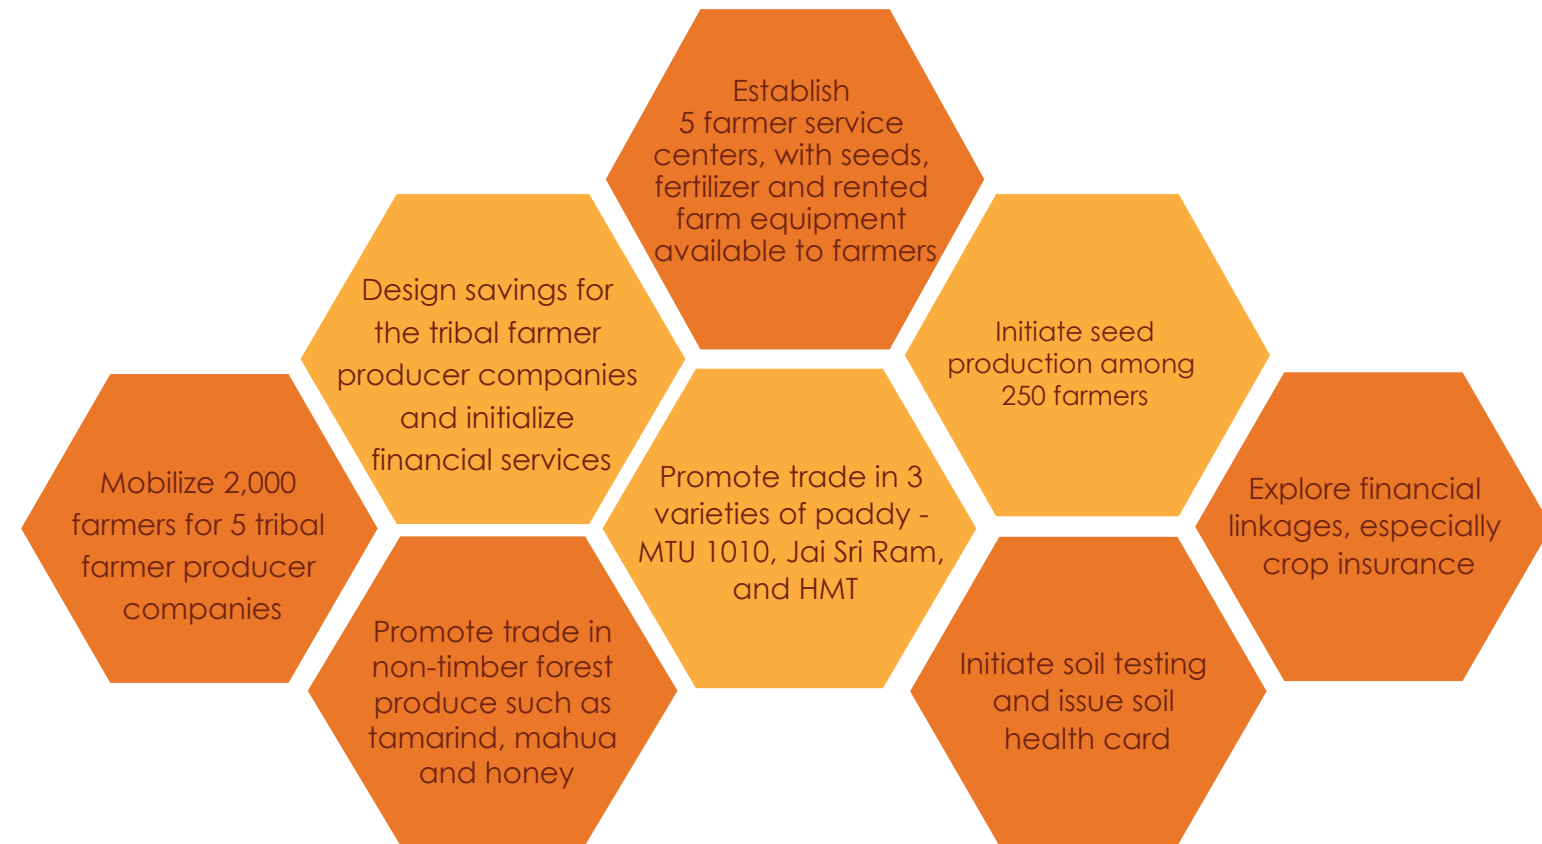 Establish
5 farmer service
centers, with seeds,
fertilizer and rented
farm equipment
available to farmers
Design savings for
the tribal farmer
producer companies
and initialize
financial services
Initiate seed
production among
250 farmers
Mobilize 2,000
farmers for 5 tribal
farmer producer
companies
Promote trade in 3
varieties of paddy -
MTU 1010, Jai Sri Ram,
and HMT
Explore financial
linkages, especially
crop insurance
Promote trade in
non-timber forest
produce such as
tamarind, mahua
and honey
Initiate soil testing
and issue soil
health card